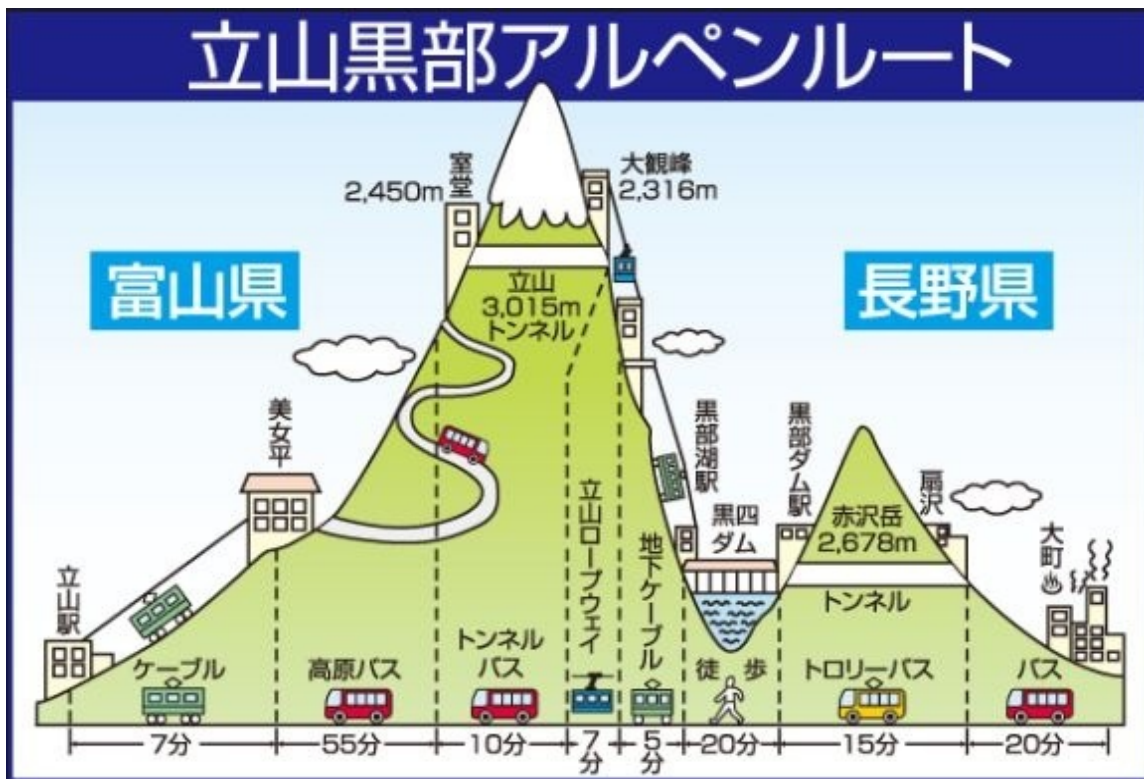 立山黒部アルペンルート
室堂
2,450m
大観峰
2,316m
富山県
長野県
立山
3,015m
トンネル
美女平
黒部湖駅
黒部ダム駅
扇沢
赤沢岳
2,678m
黒四
ダム
大町
立山駅
立山ロープウェイ
地下ケーブル
トンネル
ケーブル
高原バス
トンネル
バス
徒歩
トロリーバス
バス
7分
55分
10分
7分
5分
20分
15分
20分